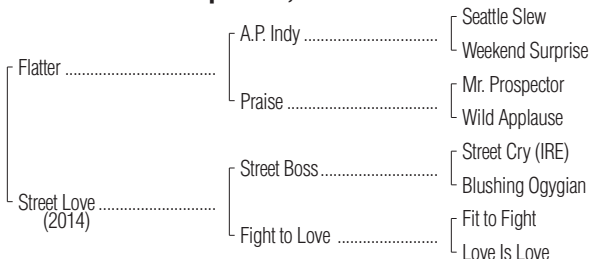 Seattle Slew
A.P. Indy
Weekend Surprise
Flatter
Mr. Prospector
Praise
Wild Applause
Street Cry (IRE)
Street Boss
Blushing Ogygian
Street Love
(2014)
Fit to Fight
Fight to Love
Love Is Love